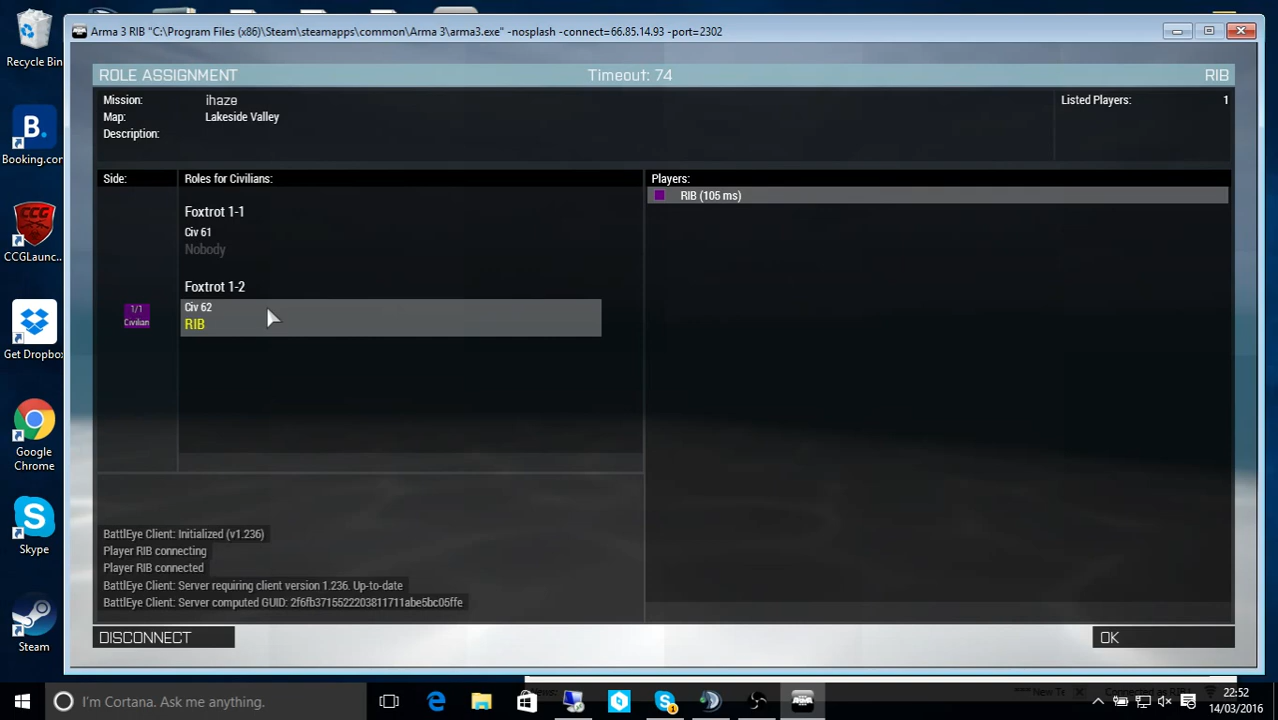 Recycle Bin
Booking.com
CCGLaunc...
Get Dropbox
Google
Chrome
Skype
Steam
Arma 3 RIB "C:\Program Files (x86)\Steam\steamapps\common\Arma 3\arma3.exe" -nosplash -connect=66.85.14.93 -port=2302
ROLE ASSIGNMENT
Timeout: 74
RIB
Mission: ihaze
Map: Lakeside Valley
Description:
Listed Players: 1
Side:
Roles for Civilians:
Players:
RIB (105 ms)
Foxtrot 1-1
Civ 61
Nobody
Foxtrot 1-2
1/1
Civilian
Civ 62
RIB
BattlEye Client: Initialized (v1.236)
Player RIB connecting
Player RIB connected
BattlEye Client: Server requiring client version 1.236. Up-to-date
BattlEye Client: Server computed GUID: 2f6fb3715522203811711abe5bc05ffe
DISCONNECT
OK
News:
I'm Cortana. Ask me anything.
22:52
14/03/2016